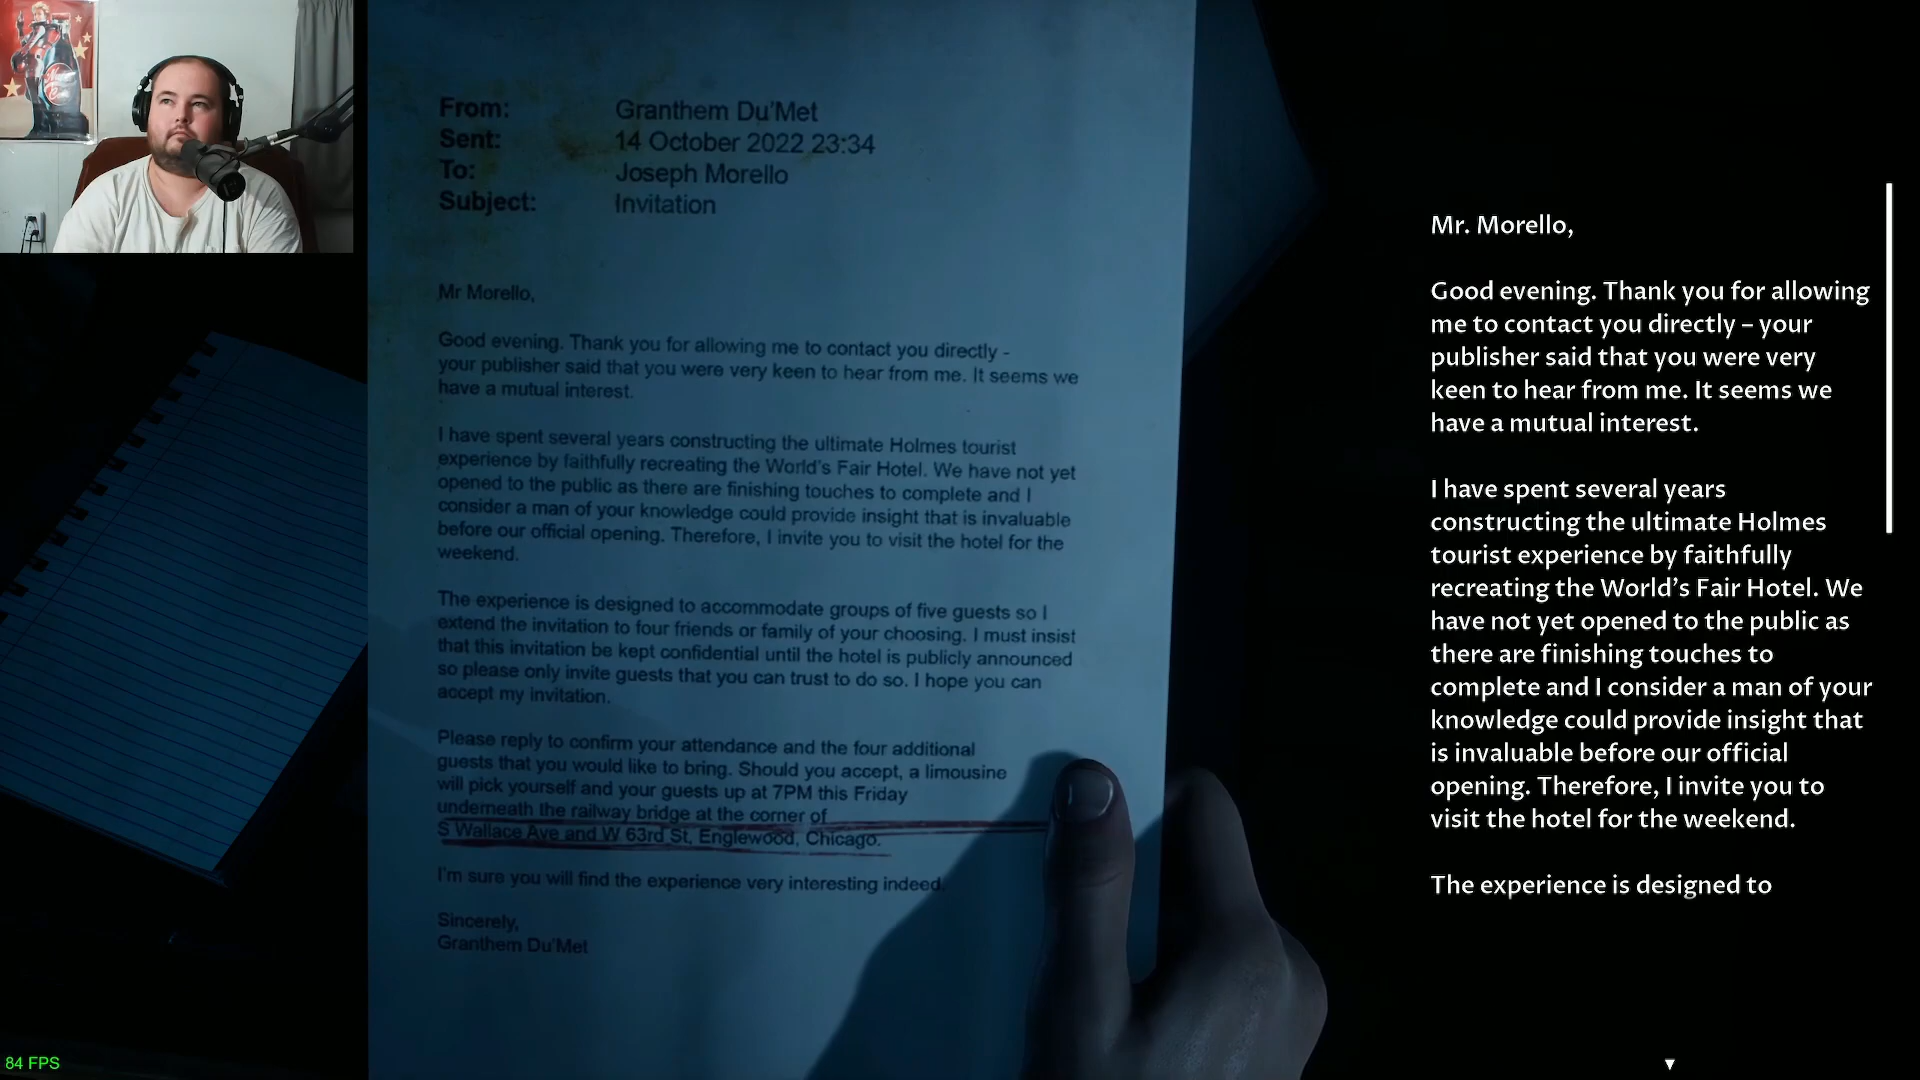 From: Granthem Du'Met
Sent: 14 October 2022 23:34
To: Joseph Morello
Subject: Invitation
Mr Morello,
Good evening. Thank you for allowing me to contact you directly -
your publisher said that you were very keen to hear from me. It seems we
have a mutual interest.
I have spent several years constructing the ultimate Holmes tourist
experience by faithfully recreating the World's Fair Hotel. We have not yet
opened to the public as there are finishing touches to complete and I
consider a man of your knowledge could provide insight that is invaluable
before our official opening. Therefore, I invite you to visit the hotel for the
weekend.
The experience is designed to accommodate groups of five guests so I
extend the invitation to four friends or family of your choosing. I must insist
that this invitation be kept confidential until the hotel is publicly announced
so please only invite guests that you can trust to do so. I hope you can
accept my invitation.
Please reply to confirm your attendance and the four additional
guests that you would like to bring. Should you accept, a limousine
will pick yourself and your guests up at 7PM this Friday
underneath the railway bridge at the corner of
S Wallace Ave and W 63rd St, Englewood, Chicago.
I'm sure you will find the experience very interesting indeed.
Sincerely,
Granthem Du'Met
Mr. Morello,
Good evening. Thank you for allowing
me to contact you directly – your
publisher said that you were very
keen to hear from me. It seems we
have a mutual interest.
I have spent several years
constructing the ultimate Holmes
tourist experience by faithfully
recreating the World's Fair Hotel. We
have not yet opened to the public as
there are finishing touches to
complete and I consider a man of your
knowledge could provide insight that
is invaluable before our official
opening. Therefore, I invite you to
visit the hotel for the weekend.
The experience is designed to
84 FPS